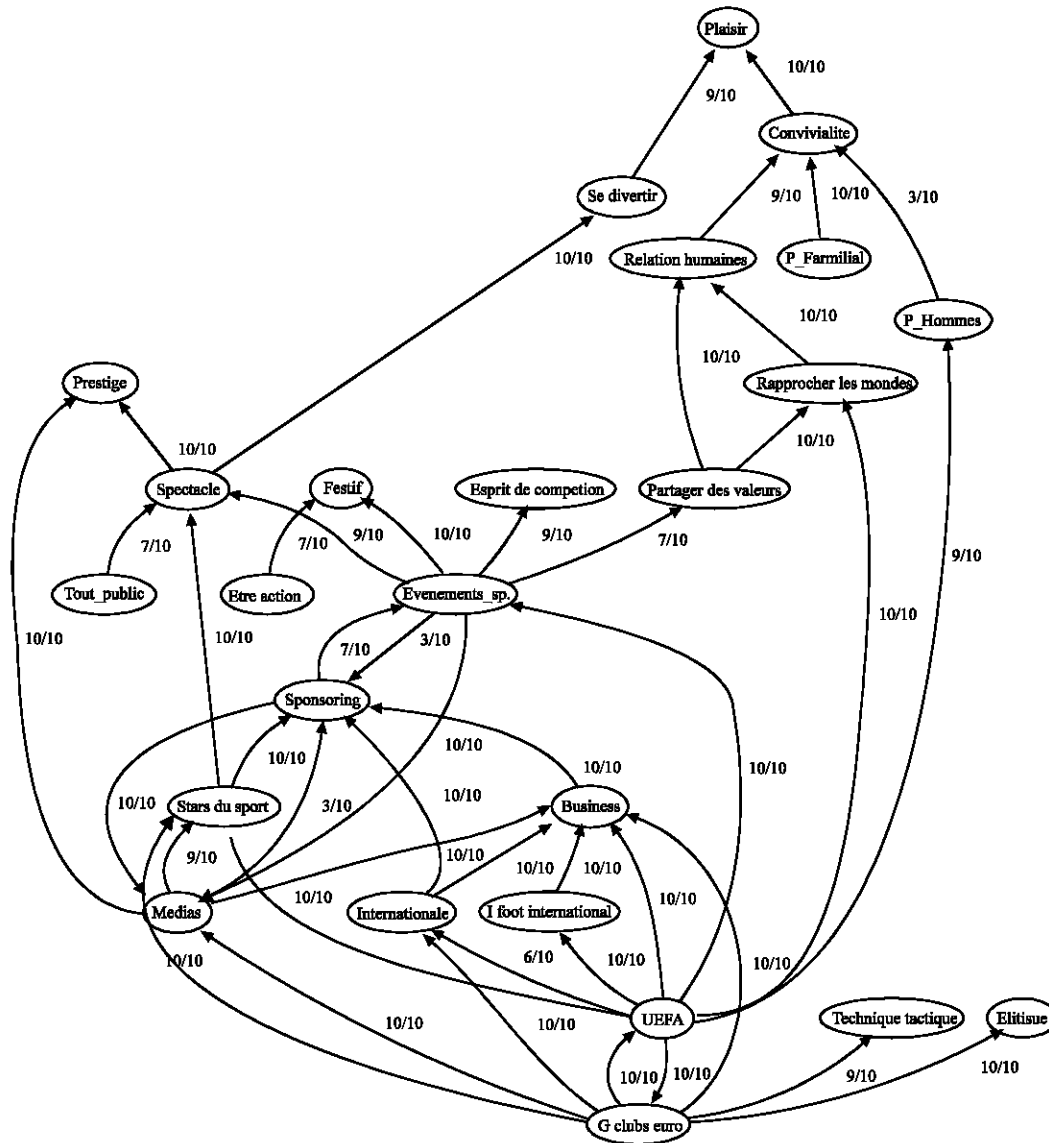 Plaisir
10/10
9/10
Convivialite
Se divertir
9/10
10/10
3/10
10/10
Relation humaines
P_Farmilial
10/10
P_Hommes
10/10
Prestige
Rapprocher les mondes
10/10
10/10
Spectacle
Festif
Esprit de competion
Partager des valeurs
7/10
7/10
9/10
10/10
9/10
7/10
9/10
Tout_public
Etre action
Evenements_sp.
10/10
10/10
10/10
7/10
3/10
Sponsoring
10/10
10/10
10/10
10/10
10/10
10/10
Stars du sport
3/10
Business
9/10
10/10
10/10
10/10
Medias
Internationale
I foot international
10/10
10/10
10/10
6/10
10/10
10/10
UEFA
Technique tactique
Elitisue
10/10
10/10
10/10
10/10
9/10
10/10
G clubs euro